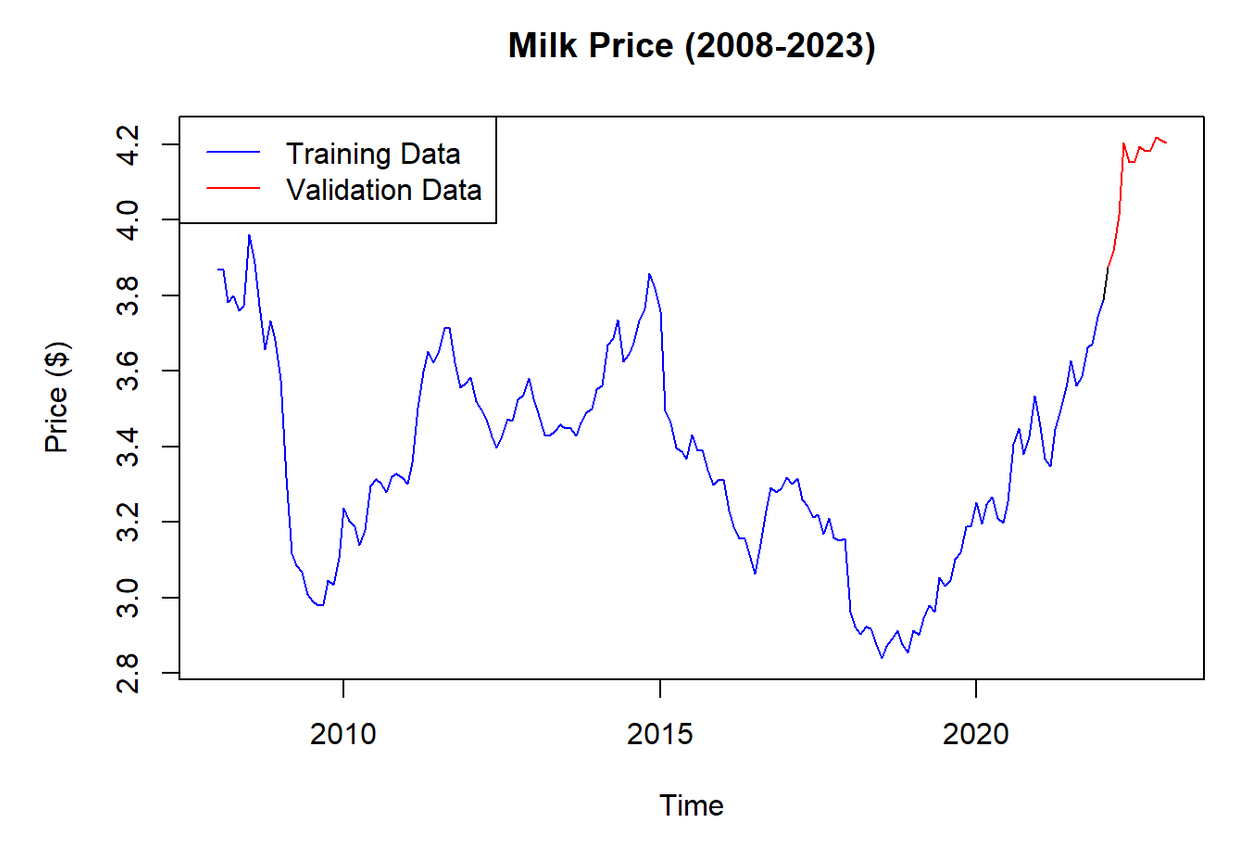 Milk Price (2008-2023)
Training Data
Validation Data
4.2
4.0
3.8
3.6
3.4
3.2
3.0
2.8
Price ($)
2010 2015 2020
Time